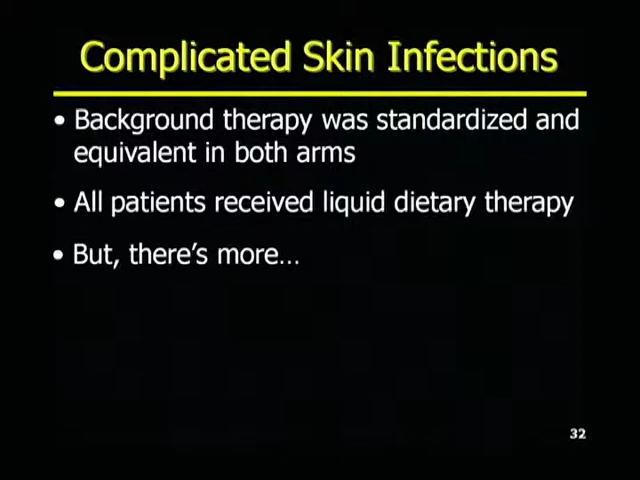 Complicated Skin Infections
• Background therapy was standardized and
equivalent in both arms
• All patients received liquid dietary therapy
• But, there's more…
32